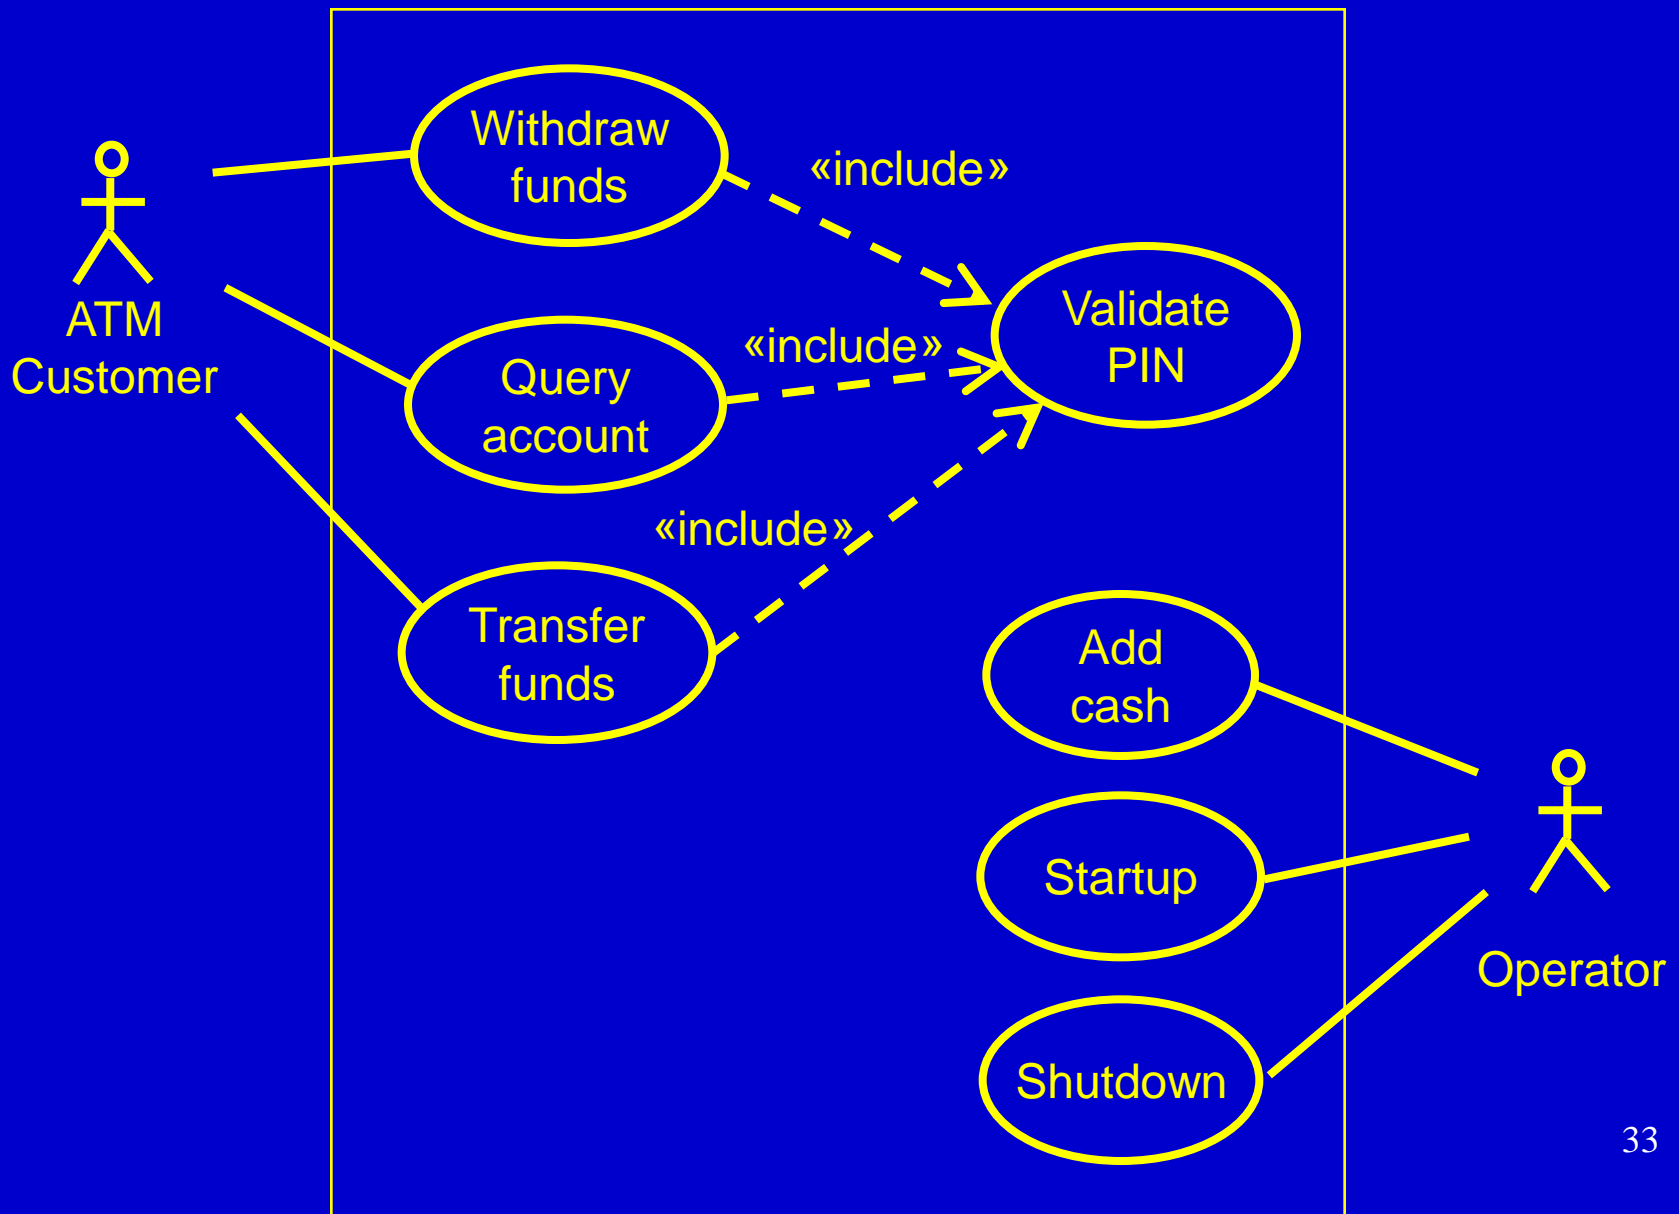 Withdraw
funds
«include»
ATM
Customer
Validate
PIN
«include»
Query
account
«include»
Transfer
funds
Add
cash
Startup
Operator
Shutdown
33